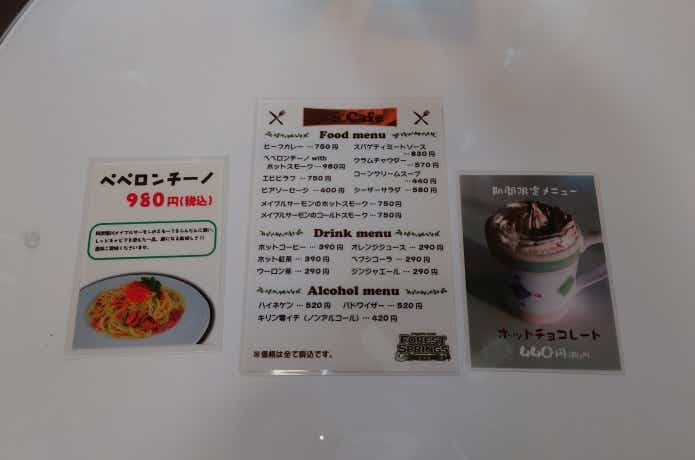 ペペロンチーノ
980円(税込)
's Cafe
Food menu
ビーフカレー …750円
ペペロンチーノ with
ホットスモーク…980円
エビピラフ …750円
ビアソーセージ …400円
スパゲティミートソース
…830円
クラムチャウダー
…570円
コーンクリームスープ
…440円
シーザーサラダ …580円
メイプルサーモンのホットスモーク…750円
メイプルサーモンのコールドスモーク…750円
Drink menu
ホットコーヒー … 390円
ホット紅茶 … 390円
ウーロン茶 … 290円
オレンジジュース … 290円
ペプシコーラ … 290円
ジンジャエール … 290円
Alcohol menu
ハイネケン …520円 バドワイザー …520円
キリン零イチ（ノンアルコール）…420円
※価格は全て税込です。
FOREST
SPRINGS
期間限定メニュー
ホットチョコレート
440円(税込)